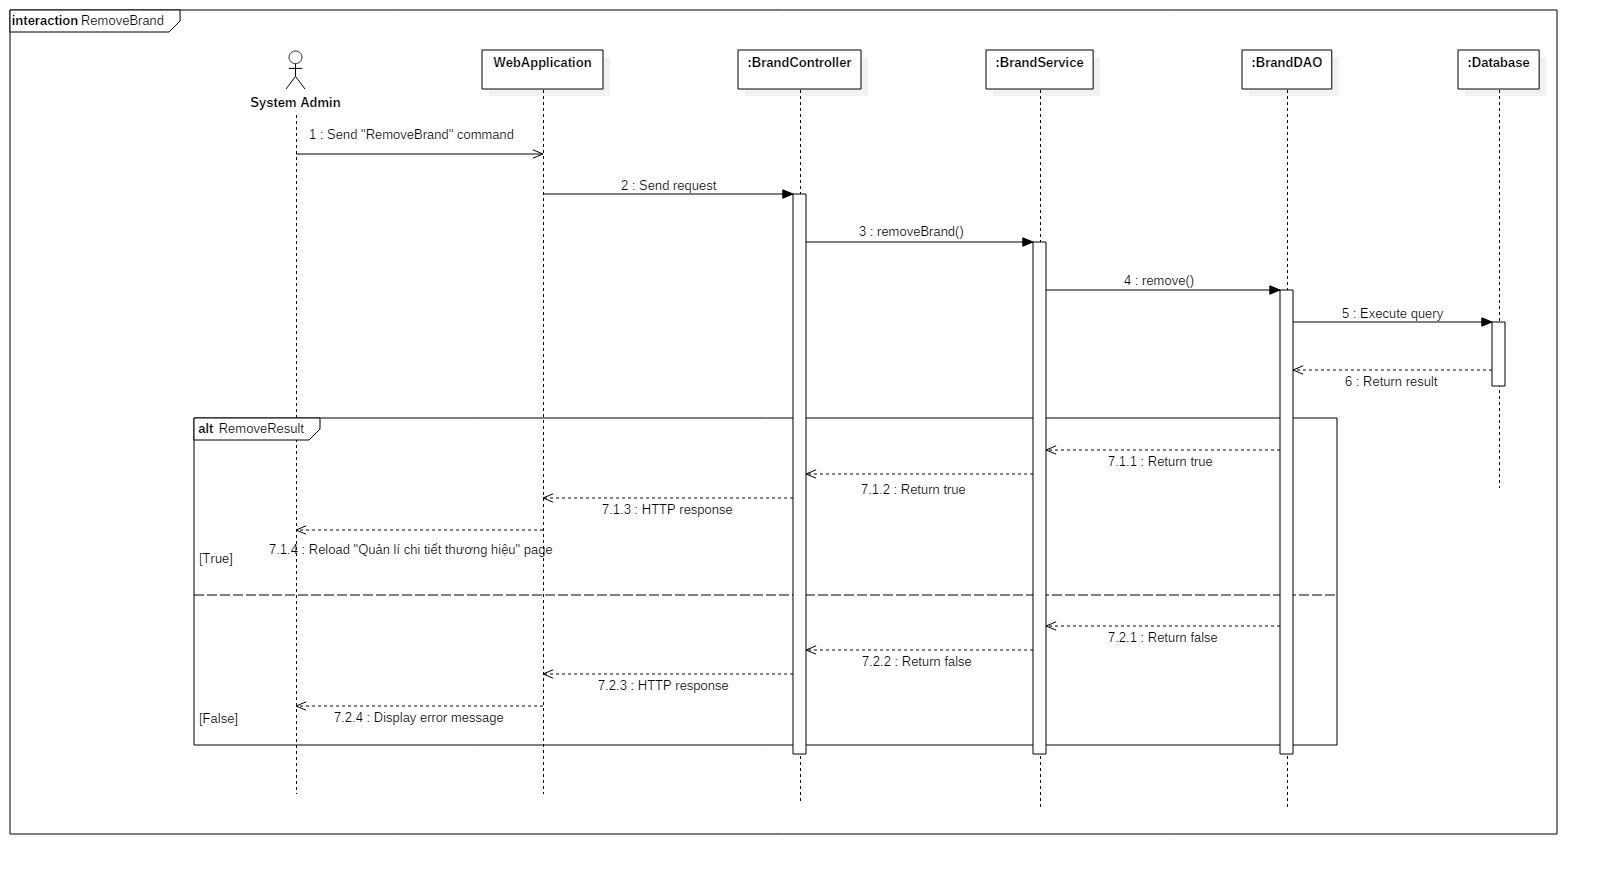 interaction RemoveBrand
System Admin
WebApplication
:BrandController
:BrandService
:BrandDAO
:Database
1 : Send "RemoveBrand" command
2 : Send request
3 : removeBrand()
4 : remove()
5 : Execute query
6 : Return result
alt RemoveResult
7.1.1 : Return true
7.1.2 : Return true
7.1.3 : HTTP response
7.1.4 : Reload "Quản lí chi tiết thương hiệu" page
[True]
7.2.1 : Return false
7.2.2 : Return false
7.2.3 : HTTP response
7.2.4 : Display error message
[False]